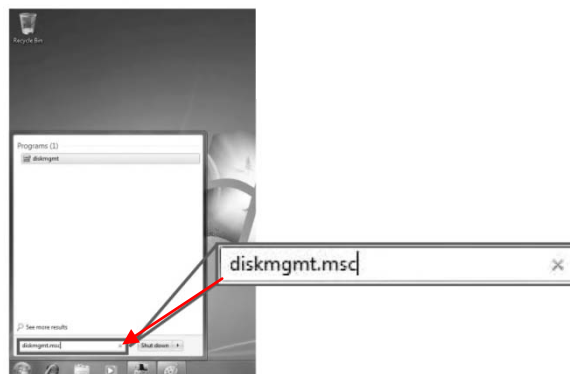 Recycle Bin
Programs (1)
diskmgmt
diskmgmt.msc
See more results
diskmgmt.msc
Shut down